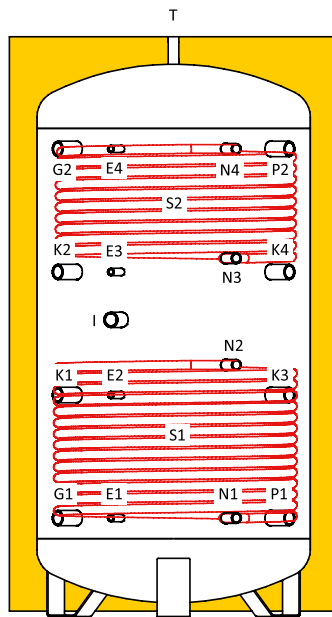 T
G2 E4 N4 P2
S2
K2 E3 K4
N3
I
N2
K1 E2 K3
S1
G1 E1 N1 P1